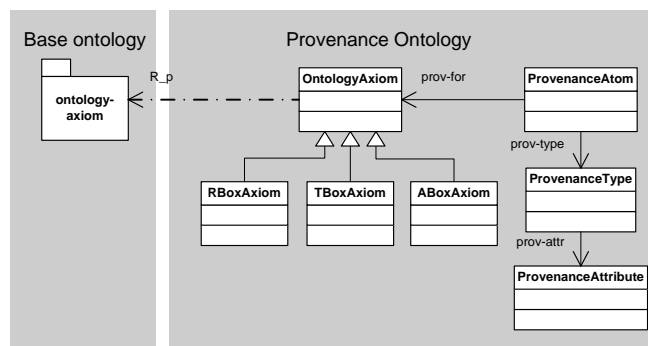 Base ontology
Provenance Ontology
R_p
OntologyAxiom
prov-for
ProvenanceAtom
ontology-
axiom
prov-type
ProvenanceType
RBoxAxiom
TBoxAxiom
ABoxAxiom
prov-attr
ProvenanceAttribute